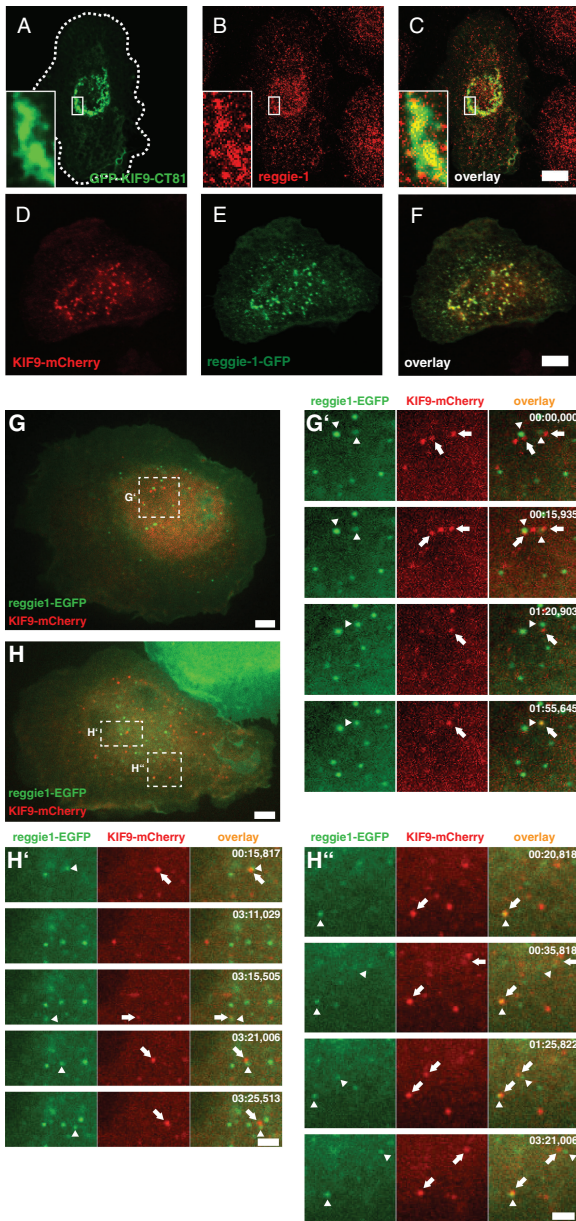 A
B
C
GFP-KIF9-CT81
reggie-1
overlay
D
E
F
KIF9-mCherry
reggie-1-GFP
overlay
G
G‘
reggie1-EGFP
KIF9-mCherry
G‘
reggie1-EGFP KIF9-mCherry overlay
00:00,000
00:15,935
01:20,903
01:55,645
H
H‘
H“
reggie1-EGFP
KIF9-mCherry
reggie1-EGFP KIF9-mCherry overlay
H‘
00:15,817
03:11,029
03:15,505
03:21,006
03:25,513
reggie1-EGFP KIF9-mCherry overlay
H“
00:20,818
00:35,818
01:25,822
03:21,006